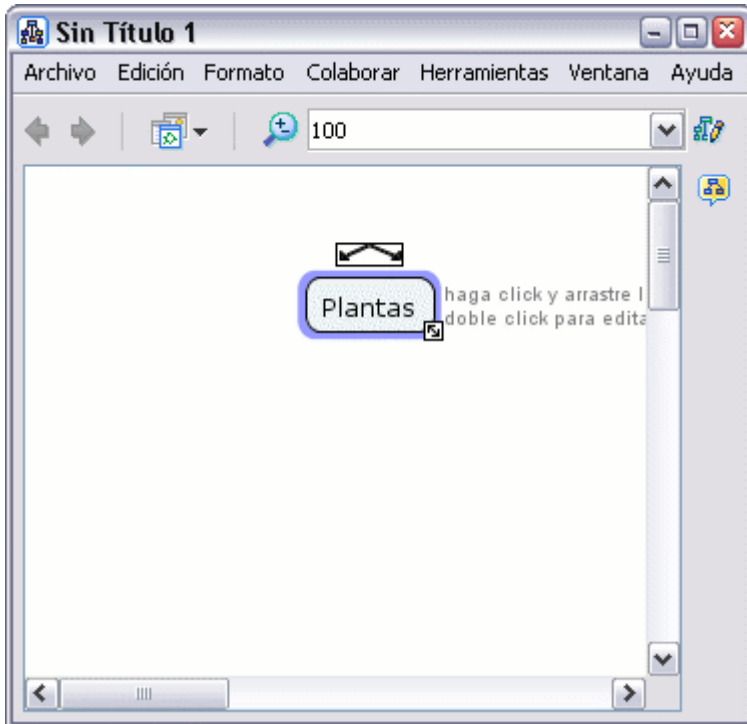 Sin Título 1
Archivo Edición Formato Colaborar Herramientas Ventana Ayuda
100
Plantas
haga click y arrastre l
doble click para edita